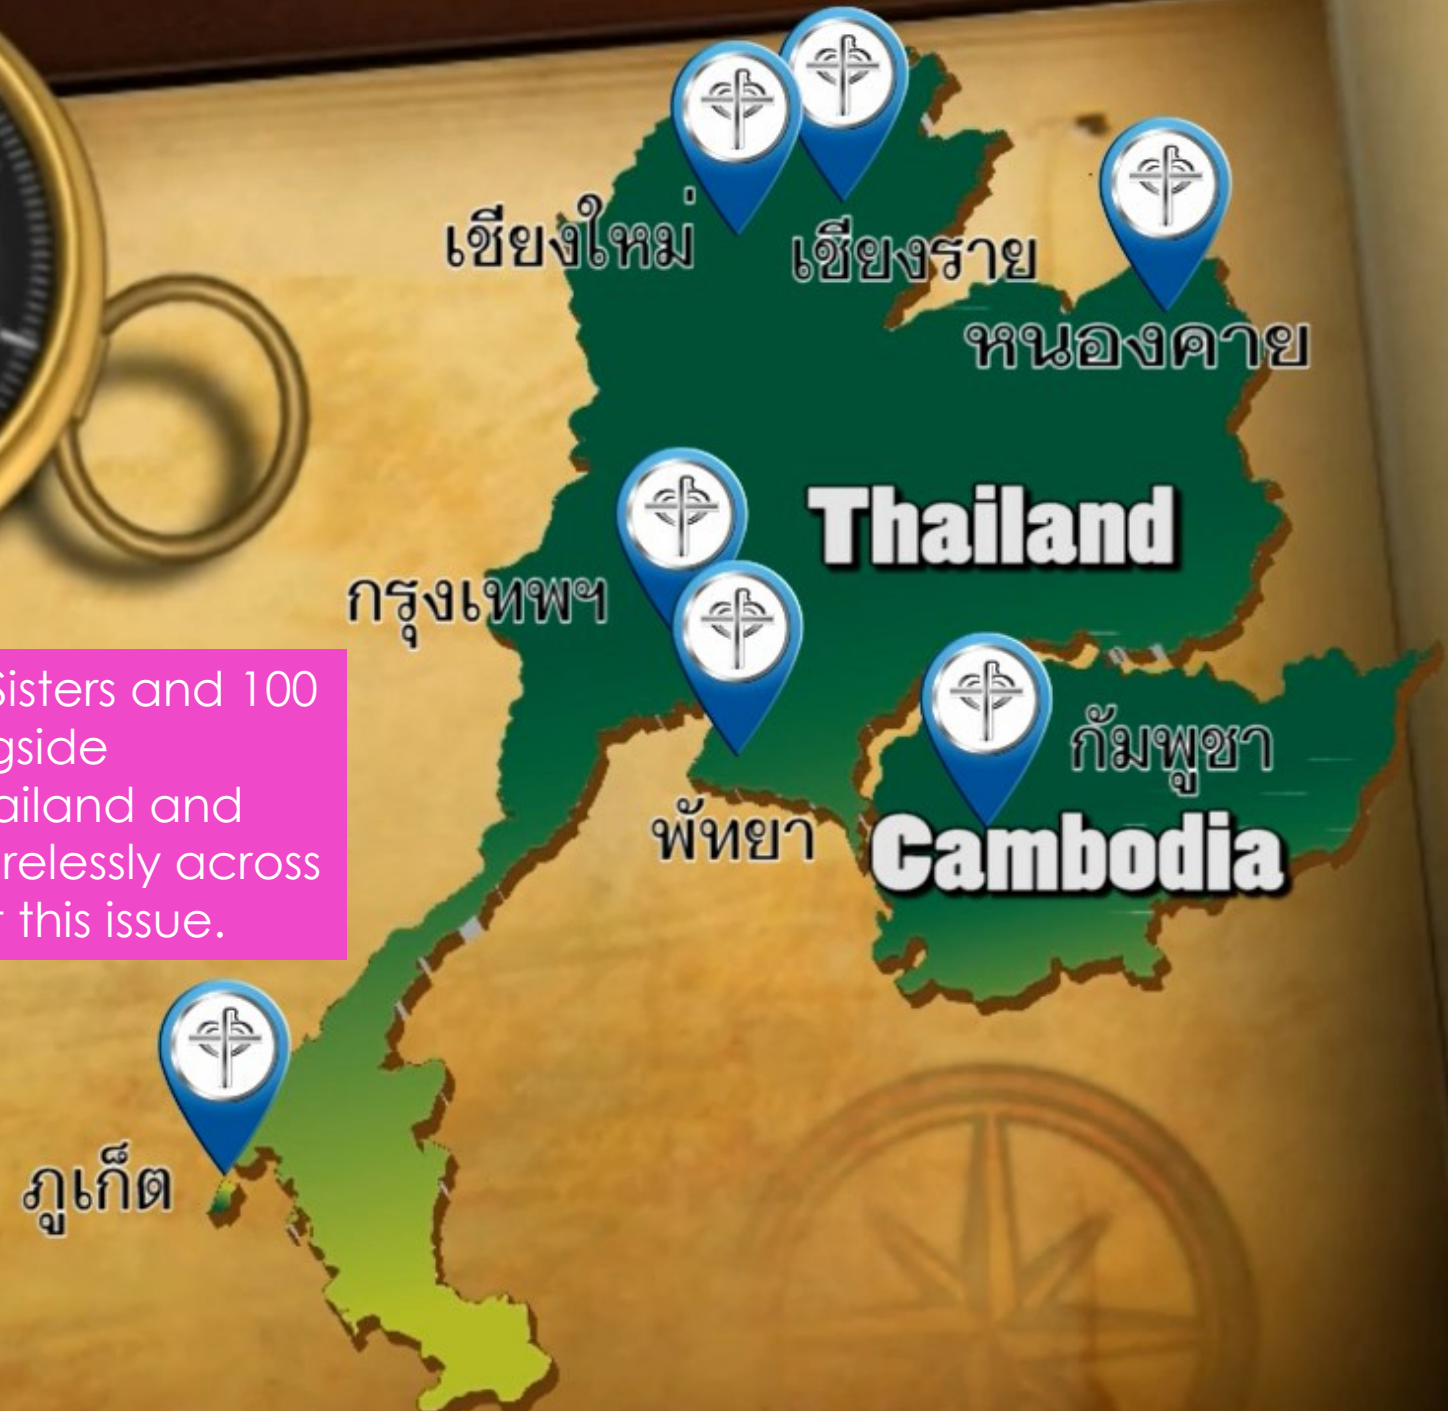 เชียงใหม่
เชียงราย
หนองคาย
Thailand
กรุงเทพฯ
Sisters and 100
gside
ailand and
relessly across
this issue.
กัมพูชา
พัทยา
Cambodia
ภูเก็ต